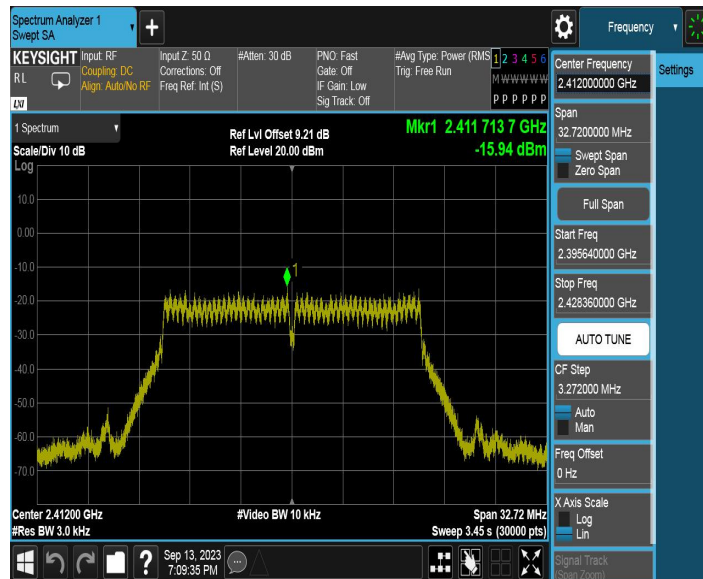 Spectrum Analyzer 1
Swept SA
+
Frequency
KEYSIGHT
RL
LXI
Input: RF
Coupling: DC
Align: Auto/No RF
Input Z: 50 Ω
Corrections: Off
Freq Ref: Int (S)
#Atten: 30 dB
PNO: Fast
Gate: Off
IF Gain: Low
Sig Track: Off
#Avg Type: Power (RMS
Trig: Free Run
1 2 3 4 5 6
M W W W W W
P P P P P P
1 Spectrum
Scale/Div 10 dB
Log
Ref Lvl Offset 9.21 dB
Ref Level 20.00 dBm
Mkr1 2.411 713 7 GHz
-15.94 dBm
10.0
0.00
-10.0
-20.0
-30.0
-40.0
-50.0
-60.0
-70.0
1
Center 2.41200 GHz
#Res BW 3.0 kHz
#Video BW 10 kHz
Span 32.72 MHz
Sweep 3.45 s (30000 pts)
?
Sep 13, 2023
7:09:35 PM
Center Frequency
2.412000000 GHz
Span
32.7200000 MHz
Swept Span
Zero Span
Full Span
Start Freq
2.395640000 GHz
Stop Freq
2.428360000 GHz
AUTO TUNE
CF Step
3.272000 MHz
Auto
Man
Freq Offset
0 Hz
X Axis Scale
Log
Lin
Signal Track
(Span Zoom)
Settings